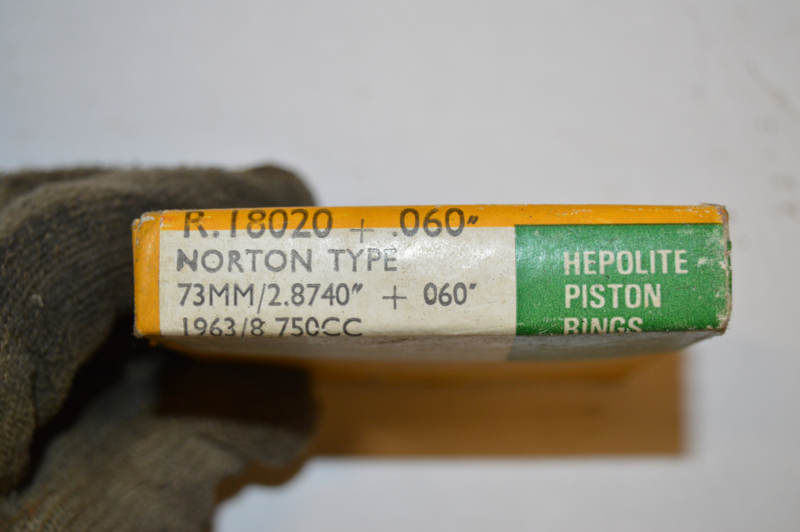 R.18020 + .060"
NORTON TYPE
73MM/2.8740" + 060"
1963/8 750CC
HEPOLITE
PISTON
RINGS